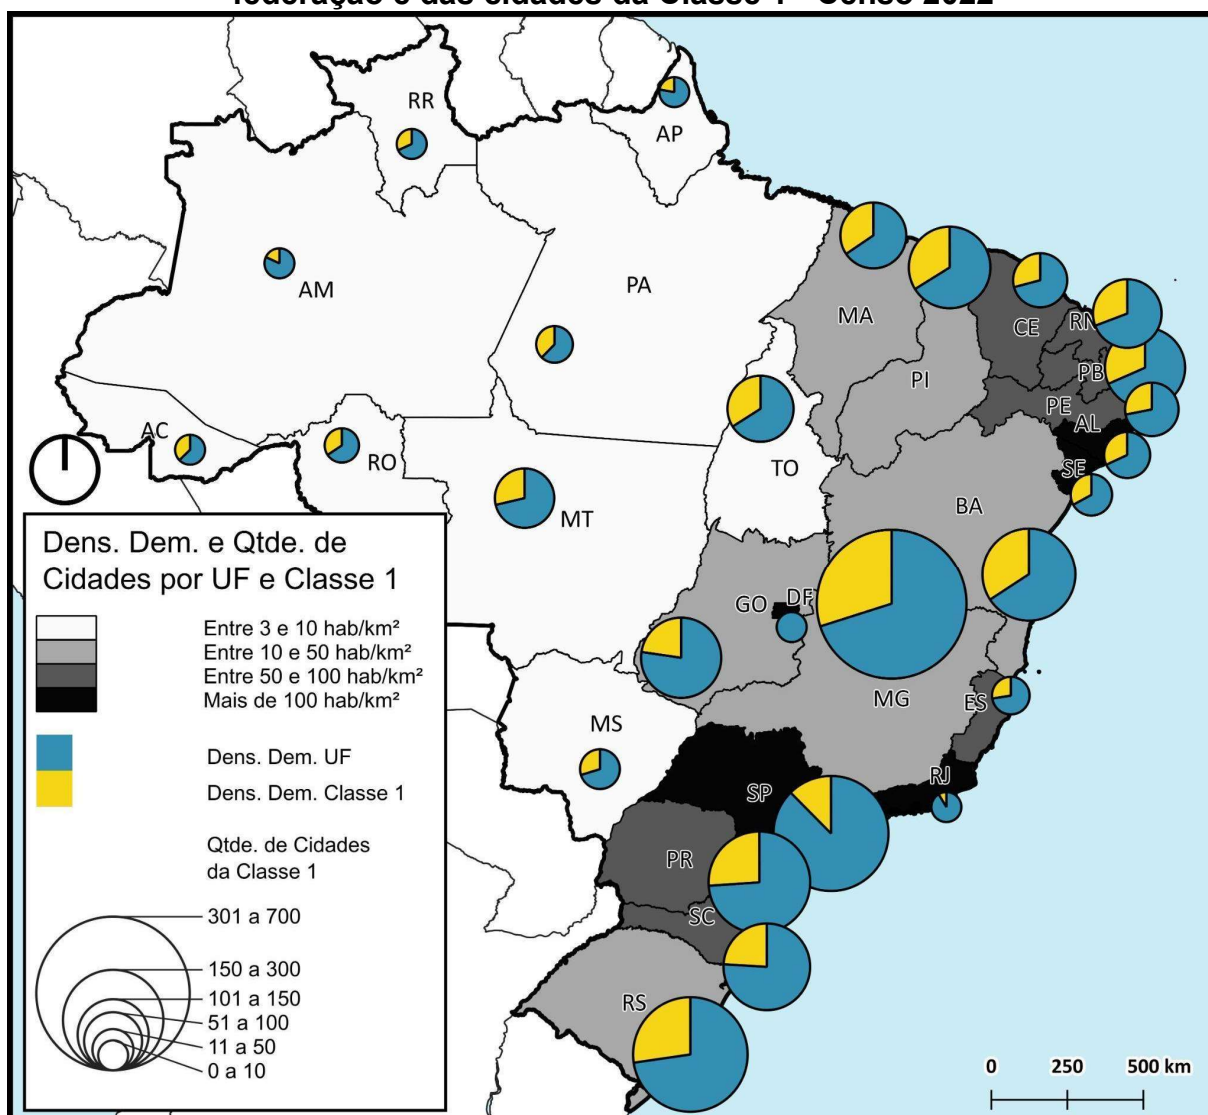 federação e das cidades da Classe 1 - Censo 2022
RR
AP
AM
PA
MA
CE
RN
PI
PB
PE
AL
AC
RO
TO
SE
MT
BA
GO
DF
MG
ES
MS
RJ
SP
PR
SC
RS
Dens. Dem. e Qtde. de
Cidades por UF e Classe 1
Entre 3 e 10 hab/km²
Entre 10 e 50 hab/km²
Entre 50 e 100 hab/km²
Mais de 100 hab/km²
Dens. Dem. UF
Dens. Dem. Classe 1
Qtde. de Cidades
da Classe 1
301 a 700
150 a 300
101 a 150
51 a 100
11 a 50
0 a 10
0 250 500 km